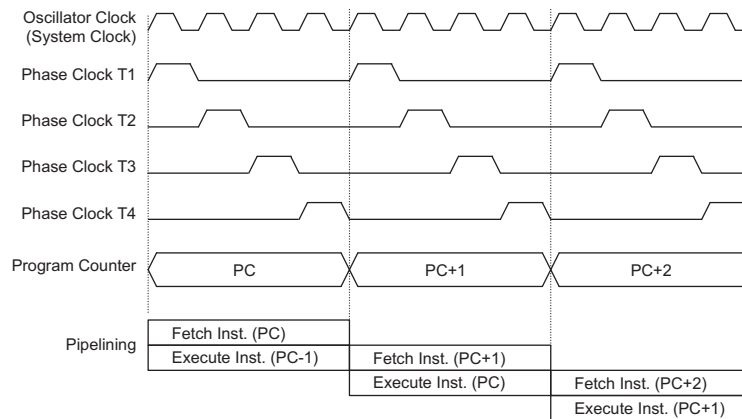 Oscillator Clock
(System Clock)
Phase Clock T1
Phase Clock T2
Phase Clock T3
Phase Clock T4
Program Counter
PC
PC+1
PC+2
Pipelining
Fetch Inst. (PC)
Execute Inst. (PC-1)
Fetch Inst. (PC+1)
Execute Inst. (PC)
Fetch Inst. (PC+2)
Execute Inst. (PC+1)